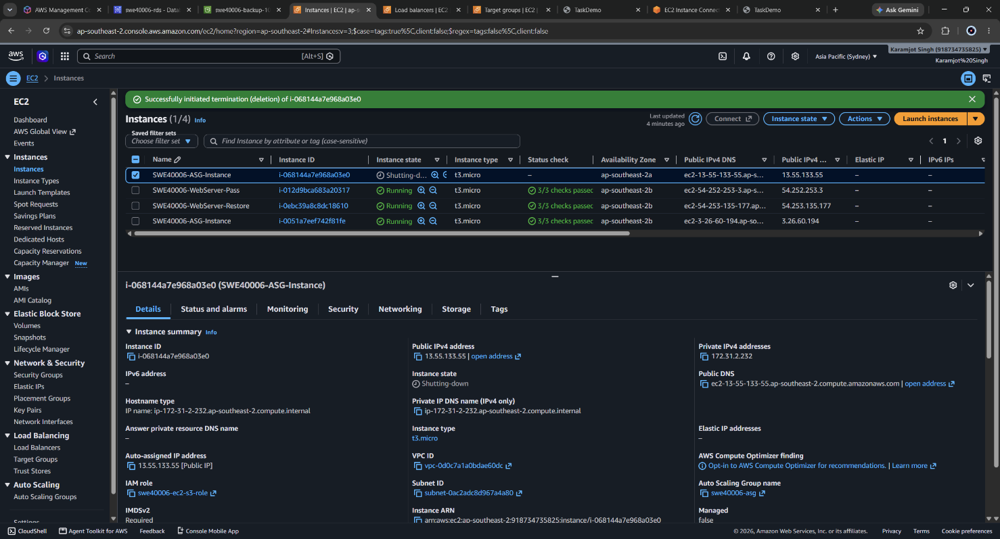 AWS Management Co
swe40006-rds - Datal
swe40006-backup-10
Instances | EC2 | ap-s
Load balancers | EC2
Target groups | EC2 |
TaskDemo
EC2 Instance Connec
TaskDemo
Ask Gemini
ap-southeast-2.console.aws.amazon.com/ec2/home?region=ap-southeast-2#Instances:v=3;$case=tags:true%5C,client:false;$regex=tags:false%5C,client:false
aws
Search
[Alt+S]
Asia Pacific (Sydney)
Karamjot Singh (918734735825)
Karamjot%20Singh
EC2
Instances
EC2
Dashboard
AWS Global View
Events
Instances
Instances
Instance Types
Launch Templates
Spot Requests
Savings Plans
Reserved Instances
Dedicated Hosts
Capacity Reservations
Capacity Manager New
Images
AMIs
AMI Catalog
Elastic Block Store
Volumes
Snapshots
Lifecycle Manager
Network & Security
Security Groups
Elastic IPs
Placement Groups
Key Pairs
Network Interfaces
Load Balancing
Load Balancers
Target Groups
Trust Stores
Auto Scaling
Auto Scaling Groups
Settings
Successfully initiated termination (deletion) of i-068144a7e968a03e0
Instances (1/4) Info
Last updated
4 minutes ago
Connect
Instance state
Actions
Launch instances
Saved filter sets
Choose filter set
Find Instance by attribute or tag (case-sensitive)
1
Name Instance ID Instance state Instance type Status check Availability Zone Public IPv4 DNS Public IPv4 ... Elastic IP IPv6 IPs
SWE40006-ASG-Instance i-068144a7e968a03e0 Shutting-d... t3.micro – ap-southeast-2a ec2-13-55-133-55.ap-s... 13.55.133.55 – –
SWE40006-WebServer-Pass i-012d9bca683a20317 Running t3.micro 3/3 checks passec ap-southeast-2b ec2-54-252-253-3.ap-s... 54.252.253.3 – –
SWE40006-WebServer-Restore i-0ebc39a8c8dc18610 Running t3.micro 3/3 checks passec ap-southeast-2b ec2-54-253-135-177.ap... 54.253.135.177 – –
SWE40006-ASG-Instance i-0051a7eef742f81fe Running t3.micro 3/3 checks passec ap-southeast-2b ec2-3-26-60-194.ap-so... 3.26.60.194 – –
i-068144a7e968a03e0 (SWE40006-ASG-Instance)
Details
Status and alarms
Monitoring
Security
Networking
Storage
Tags
Instance summary Info
Instance ID
i-068144a7e968a03e0
Public IPv4 address
13.55.133.55 | open address
Private IPv4 addresses
172.31.2.232
IPv6 address
–
Instance state
Shutting-down
Public DNS
ec2-13-55-133-55.ap-southeast-2.compute.amazonaws.com | open address
Hostname type
IP name: ip-172-31-2-232.ap-southeast-2.compute.internal
Private IP DNS name (IPv4 only)
ip-172-31-2-232.ap-southeast-2.compute.internal
Answer private resource DNS name
–
Instance type
t3.micro
Elastic IP addresses
–
Auto-assigned IP address
13.55.133.55 [Public IP]
VPC ID
vpc-0d0c7a1a0bdae60dc
AWS Compute Optimizer finding
Opt-in to AWS Compute Optimizer for recommendations. | Learn more
IAM role
swe40006-ec2-s3-role
Subnet ID
subnet-0ac2adc8d967a4a80
Auto Scaling Group name
swe40006-asg
IMDSv2
Required
Instance ARN
arn:aws:ec2:ap-southeast-2:918734735825:instance/i-068144a7e968a03e0
Managed
false
CloudShell
Agent Toolkit for AWS
Feedback
Console Mobile App
© 2026, Amazon Web Services, Inc. or its affiliates.
Privacy
Terms
Cookie preferences